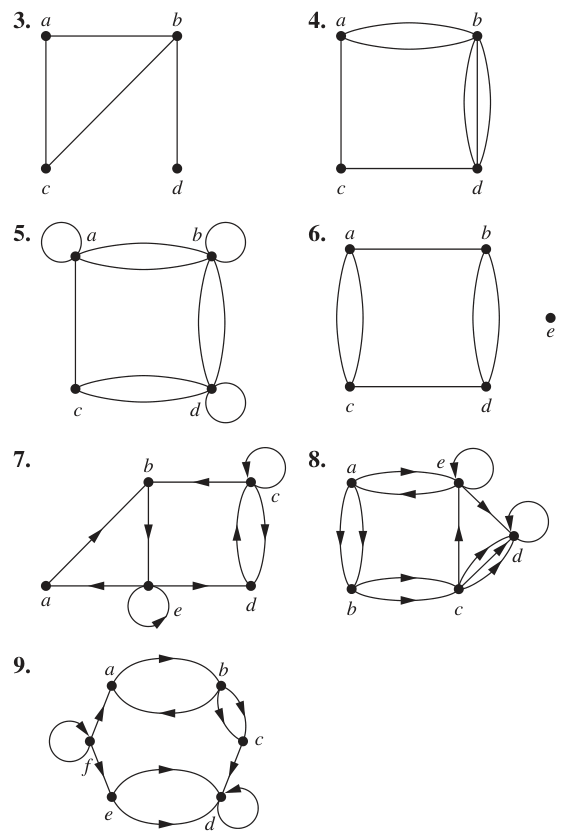 3. a b 4. a b
c d c d
5. a b 6. a b
e
c d c d
7. b c 8. a e
d
a e d b c
9. a b
f c
e d